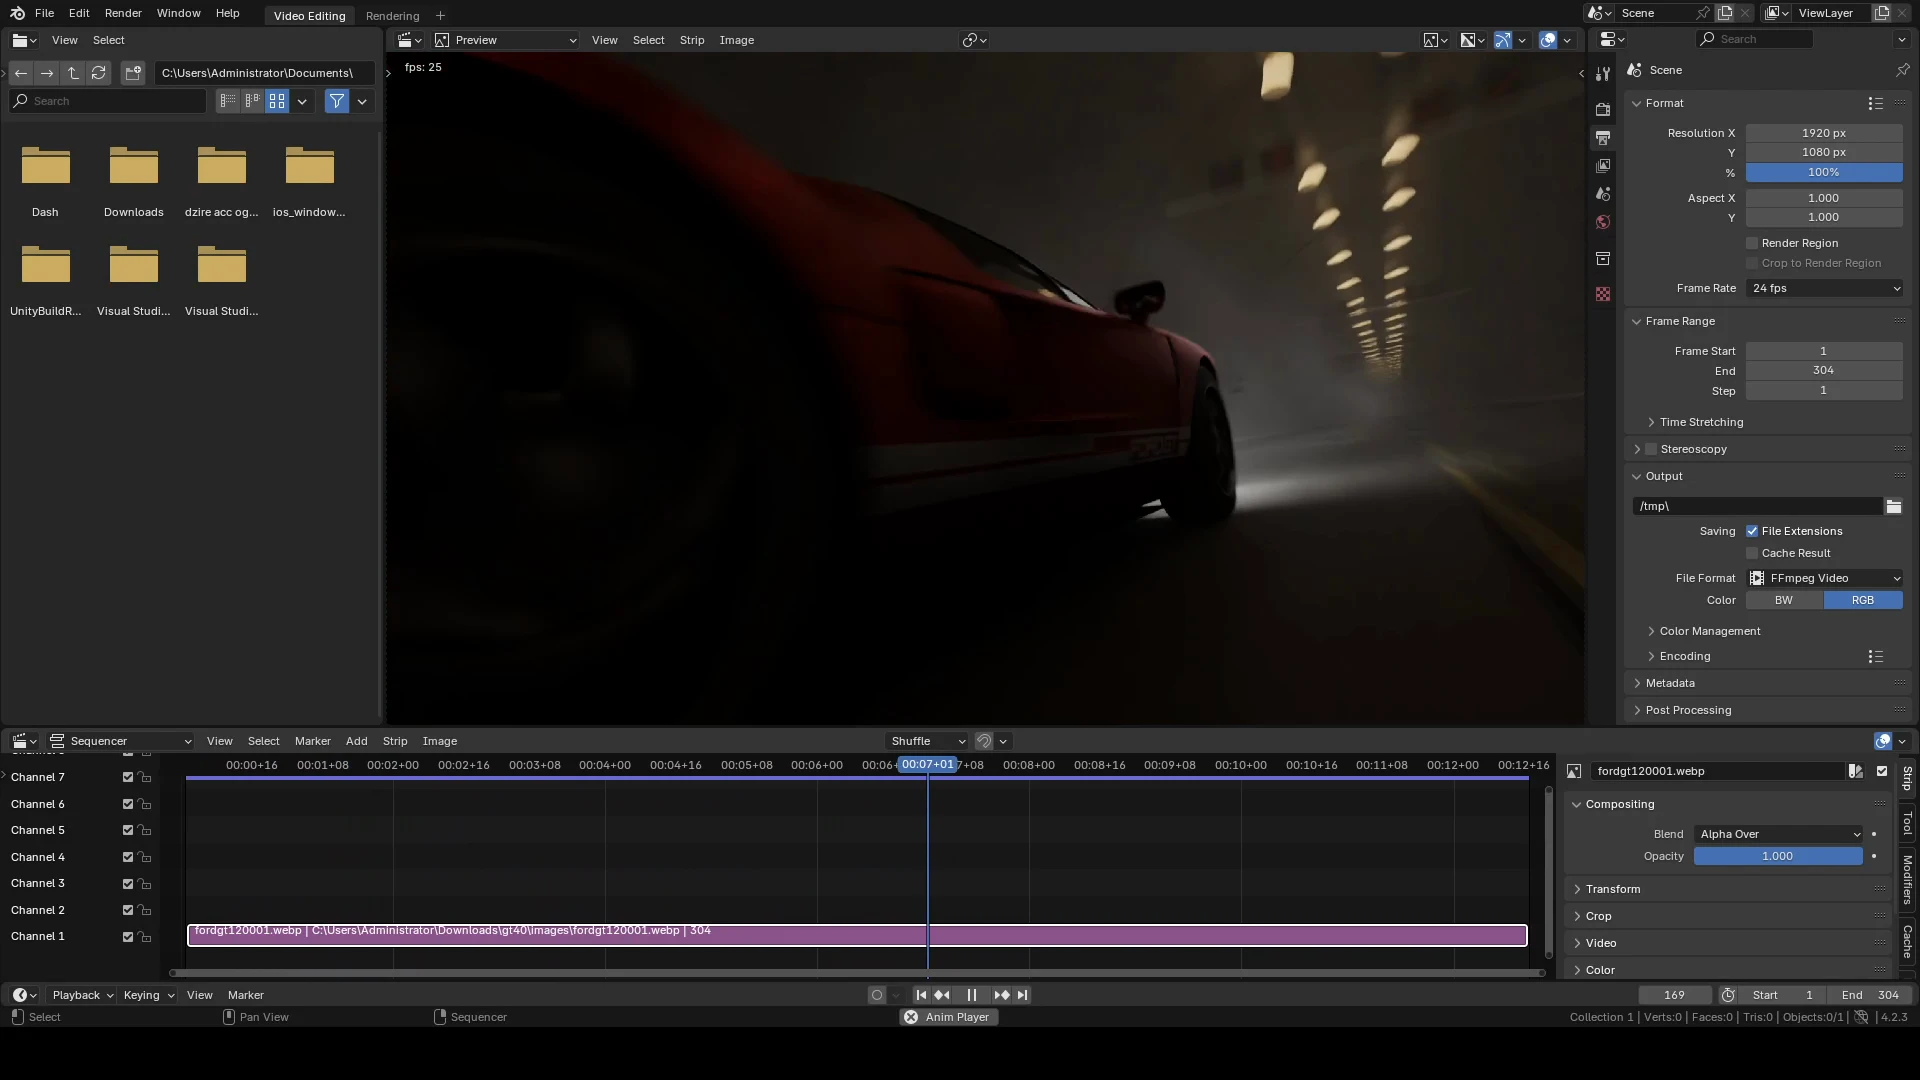 File Edit Render Window Help Video Editing Rendering + Scene ViewLayer
View Select
C:\Users\Administrator\Documents\
Search
Dash Downloads dzire acc og... ios_window...
UnityBuildR... Visual Studi... Visual Studi...
Preview View Select Strip Image
fps: 25
Search
Scene
Format
Resolution X 1920 px
Y 1080 px
% 100%
Aspect X 1.000
Y 1.000
Render Region
Crop to Render Region
Frame Rate 24 fps
Frame Range
Frame Start 1
End 304
Step 1
Time Stretching
Stereoscopy
Output
/tmp\
Saving File Extensions
Cache Result
File Format FFmpeg Video
Color BW RGB
Color Management
Encoding
Metadata
Post Processing
Sequencer View Select Marker Add Strip Image Shuffle
00:00+16 00:01+08 00:02+00 00:02+16 00:03+08 00:04+00 00:04+16 00:05+08 00:06+00 00:06+ 00:07+01 7+08 00:08+00 00:08+16 00:09+08 00:10+00 00:10+16 00:11+08 00:12+00 00:12+16
Channel 7
Channel 6
Channel 5
Channel 4
Channel 3
Channel 2
Channel 1
fordgt120001.webp | C:\Users\Administrator\Downloads\gt40\images\fordgt120001.webp | 304
fordgt120001.webp
Compositing
Blend Alpha Over
Opacity 1.000
Transform
Crop
Video
Color
Strip
Tool
Modifiers
Cache
Playback Keying View Marker 169 Start 1 End 304
Select Pan View Sequencer Anim Player Collection 1 | Verts:0 | Faces:0 | Tris:0 | Objects:0/1 | 4.2.3